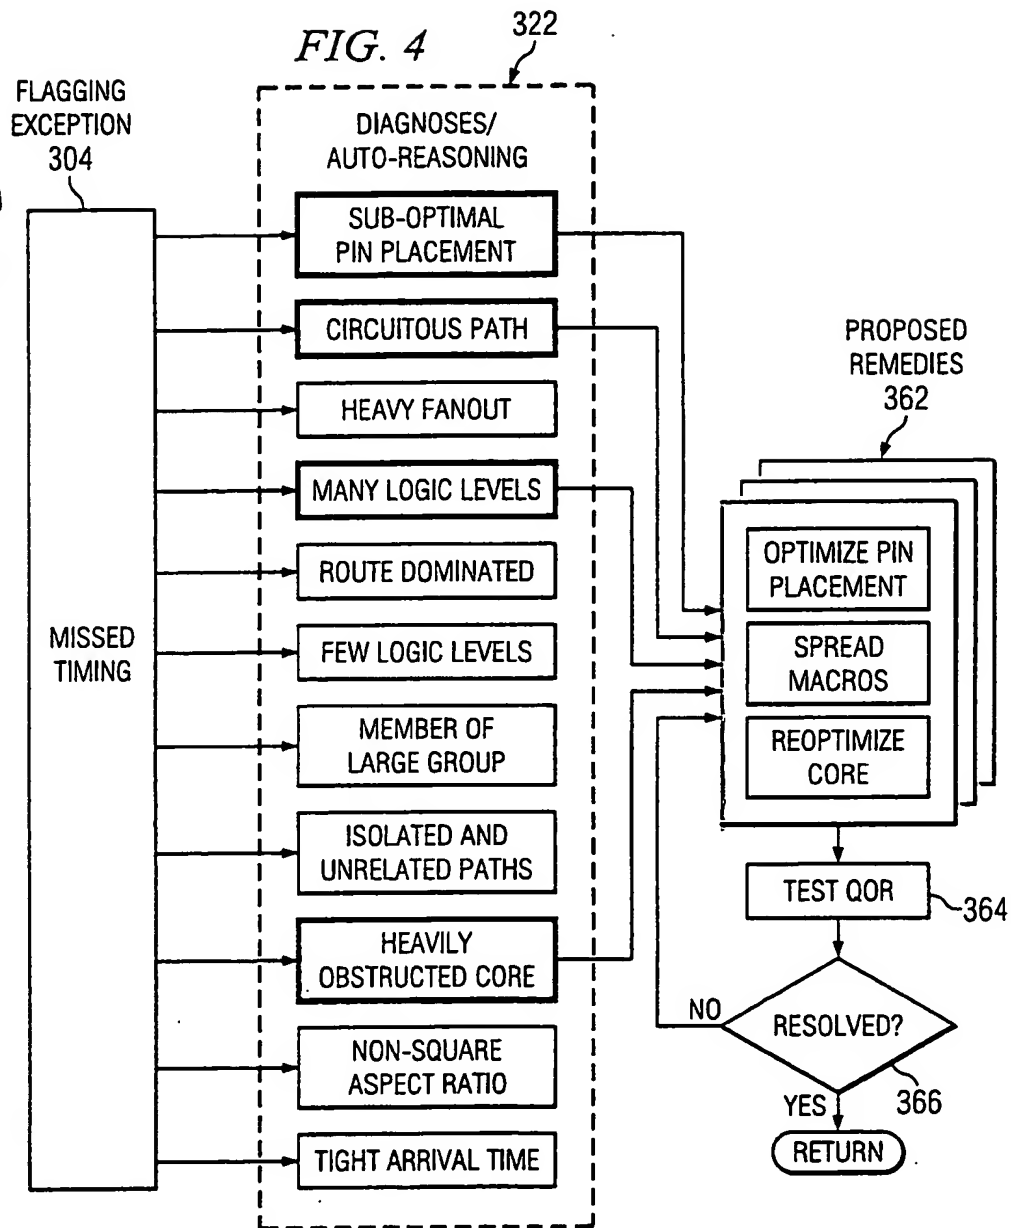 FIG. 4
322
FLAGGING
EXCEPTION
304
DIAGNOSES/
AUTO-REASONING
MISSED
TIMING
SUB-OPTIMAL
PIN PLACEMENT
CIRCUITOUS PATH
HEAVY FANOUT
MANY LOGIC LEVELS
ROUTE DOMINATED
FEW LOGIC LEVELS
MEMBER OF
LARGE GROUP
ISOLATED AND
UNRELATED PATHS
HEAVILY
OBSTRUCTED CORE
NON-SQUARE
ASPECT RATIO
TIGHT ARRIVAL TIME
PROPOSED
REMEDIES
362
OPTIMIZE PIN
PLACEMENT
SPREAD
MACROS
REOPTIMIZE
CORE
TEST QOR
364
NO
RESOLVED?
366
YES
RETURN